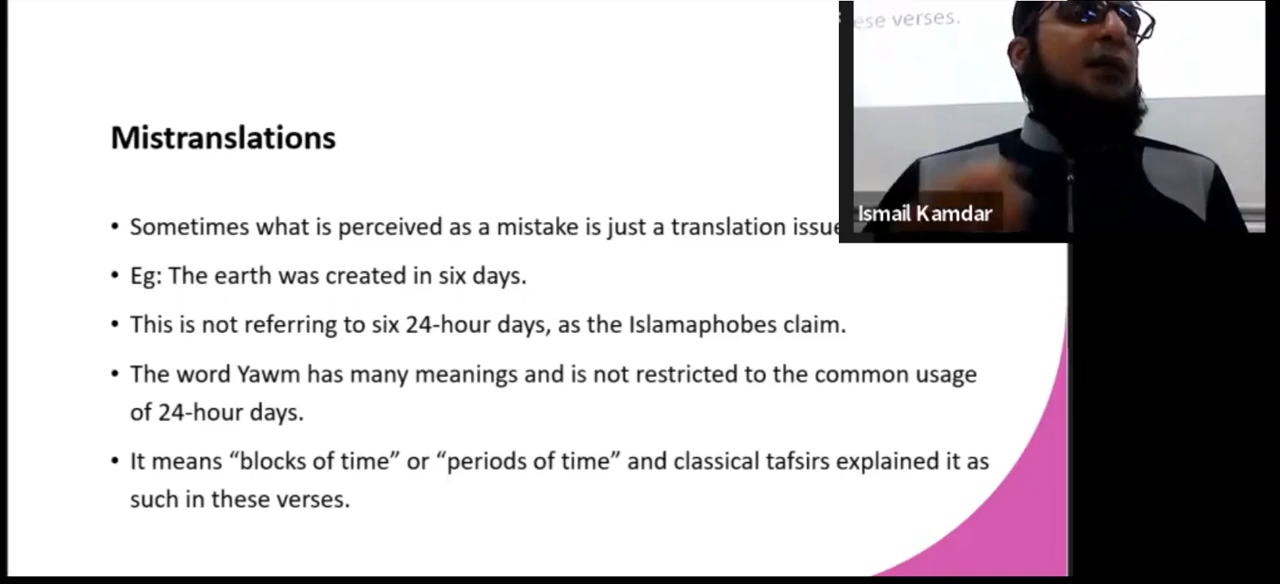 Mistranslations
• Sometimes what is perceived as a mistake is just a translation issue
• Eg: The earth was created in six days.
• This is not referring to six 24-hour days, as the Islamaphobes claim.
• The word Yawm has many meanings and is not restricted to the common usage
of 24-hour days.
• It means “blocks of time” or “periods of time” and classical tafsirs explained it as
such in these verses.
ese verses.
Ismail Kamdar